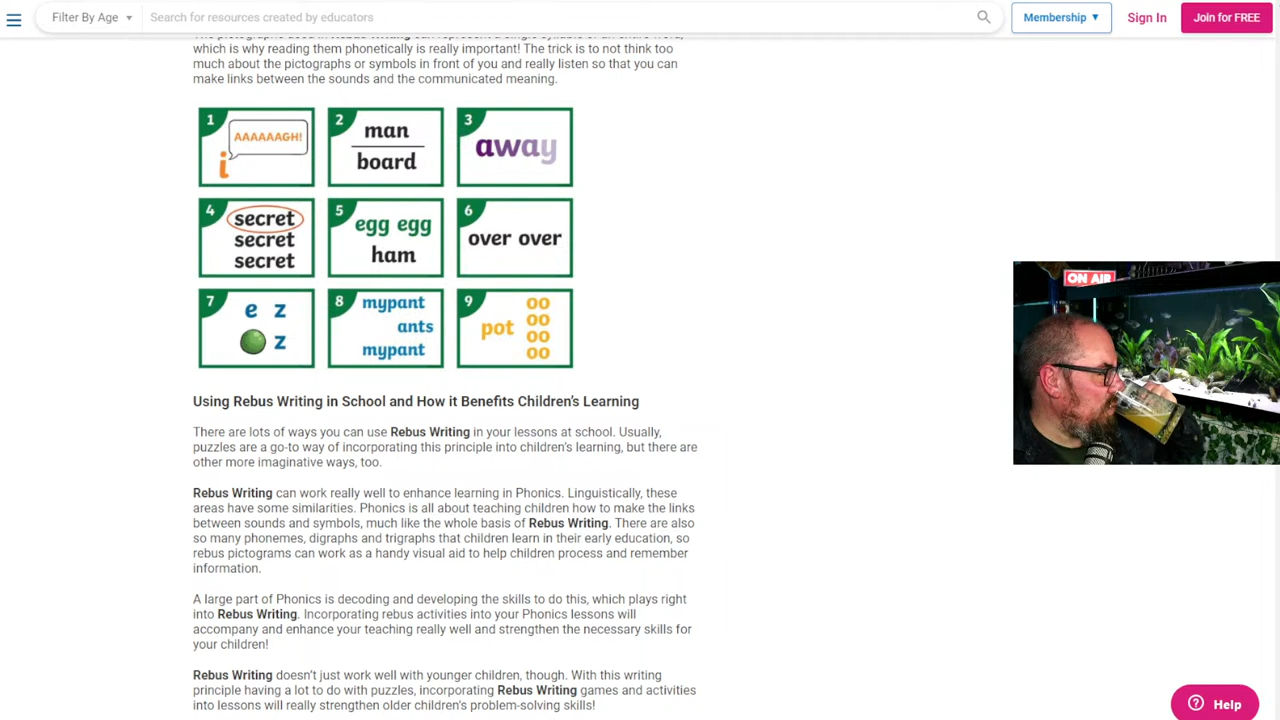 Filter By Age
Search for resources created by educators
Membership
Sign In
Join for FREE
which is why reading them phonetically is really important! The trick is to not think too
much about the pictographs or symbols in front of you and really listen so that you can
make links between the sounds and the communicated meaning.
1
AAAAAAGH!
i
2
man
board
3
away
4
secret
secret
secret
5
egg egg
ham
6
over over
7
e z
z
8
mypant
ants
mypant
9
pot
oo
oo
oo
oo
Using Rebus Writing in School and How it Benefits Children's Learning
There are lots of ways you can use Rebus Writing in your lessons at school. Usually,
puzzles are a go-to way of incorporating this principle into children's learning, but there are
other more imaginative ways, too.
Rebus Writing can work really well to enhance learning in Phonics. Linguistically, these
areas have some similarities. Phonics is all about teaching children how to make the links
between sounds and symbols, much like the whole basis of Rebus Writing. There are also
so many phonemes, digraphs and trigraphs that children learn in their early education, so
rebus pictograms can work as a handy visual aid to help children process and remember
information.
A large part of Phonics is decoding and developing the skills to do this, which plays right
into Rebus Writing. Incorporating rebus activities into your Phonics lessons will
accompany and enhance your teaching really well and strengthen the necessary skills for
your children!
Rebus Writing doesn't just work well with younger children, though. With this writing
principle having a lot to do with puzzles, incorporating Rebus Writing games and activities
into lessons will really strengthen older children's problem-solving skills!
ON AIR
Help